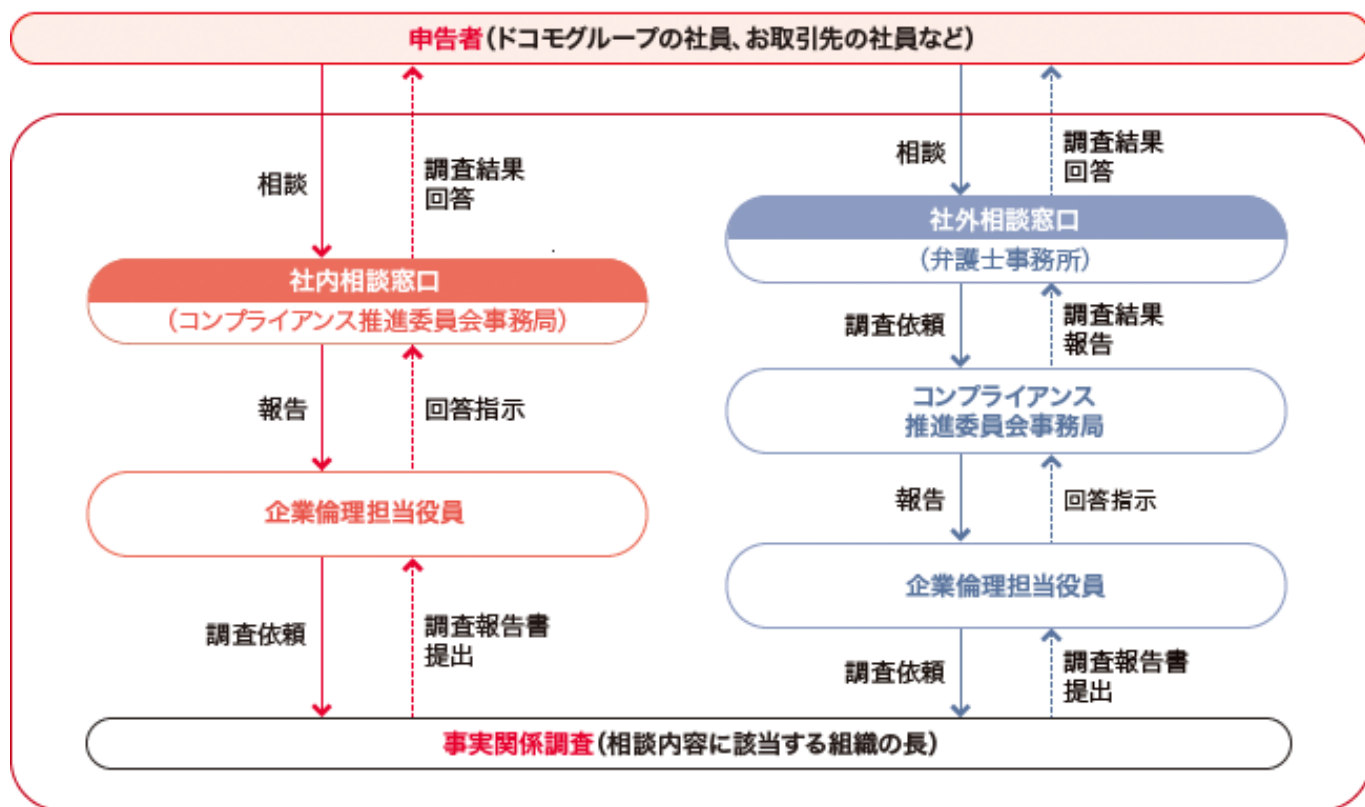 申告者(ドコモグループの社員、お取引先の社員など)
相談
調査結果
回答
社内相談窓口
(コンプライアンス推進委員会事務局)
報告
回答指示
企業倫理担当役員
調査依頼
調査報告書
提出
相談
調査結果
回答
社外相談窓口
(弁護士事務所)
調査依頼
調査結果
報告
コンプライアンス
推進委員会事務局
報告
回答指示
企業倫理担当役員
調査依頼
調査報告書
提出
事実関係調査(相談内容に該当する組織の長)